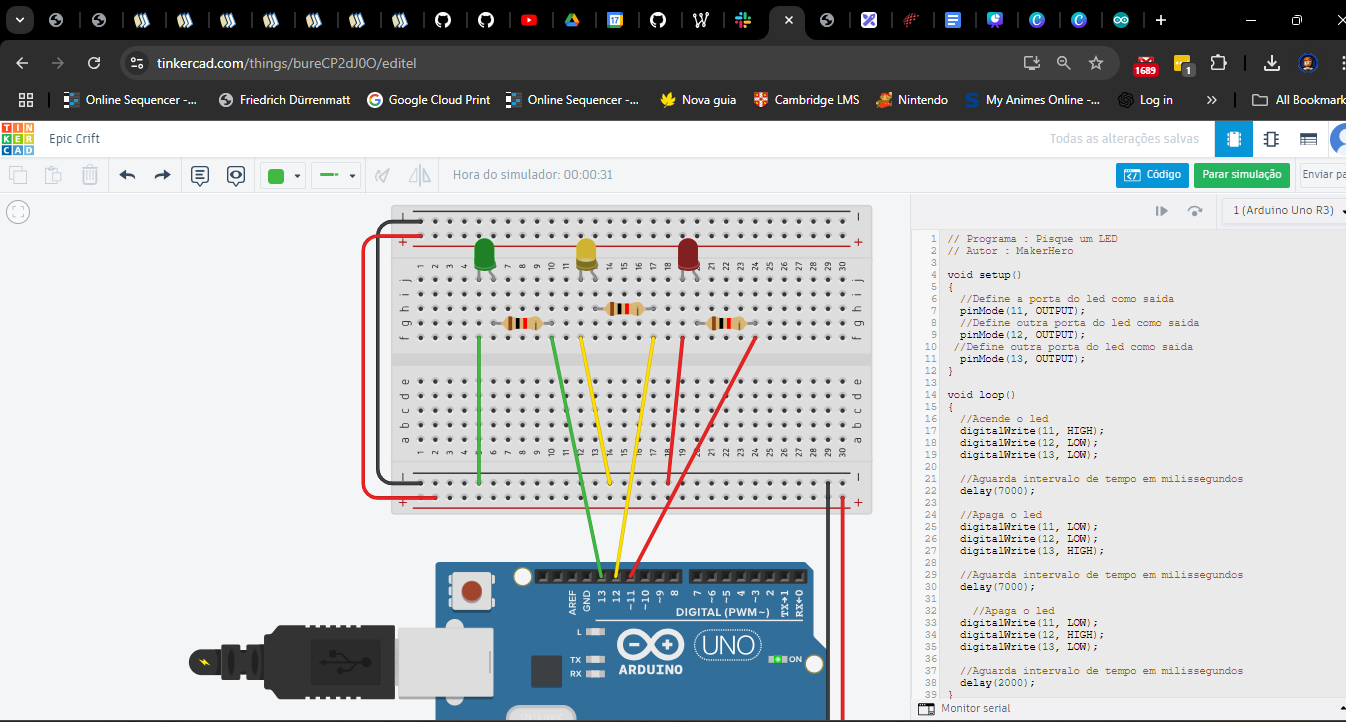 1689
1
tinkercad.com/things/bureCP2dJ0O/editel
Online Sequencer -...
Friedrich Dürrenmatt
Google Cloud Print
Online Sequencer -...
Nova guia
Cambridge LMS
Nintendo
My Animes Online -...
Log in
»
All Bookmark
TIN
KER
CAD
Epic Crift
Todas as alterações salvas
Hora do simulador: 00:00:31
Código
Parar simulação
Enviar pa
1 (Arduino Uno R3)
1 // Programa : Pisque um LED
2 // Autor : MakerHero
3
4 void setup()
5 {
6 //Define a porta do led como saida
7 pinMode(11, OUTPUT);
8 //Define outra porta do led como saida
9 pinMode(12, OUTPUT);
10 //Define outra porta do led como saida
11 pinMode(13, OUTPUT);
12 }
13
14 void loop()
15 {
16 //Acende o led
17 digitalWrite(11, HIGH);
18 digitalWrite(12, LOW);
19 digitalWrite(13, LOW);
20
21 //Aguarda intervalo de tempo em milissegundos
22 delay(7000);
23
24 //Apaga o led
25 digitalWrite(11, LOW);
26 digitalWrite(12, LOW);
27 digitalWrite(13, HIGH);
28
29 //Aguarda intervalo de tempo em milissegundos
30 delay(7000);
31
32 //Apaga o led
33 digitalWrite(11, LOW);
34 digitalWrite(12, HIGH);
35 digitalWrite(13, LOW);
36
37 //Aguarda intervalo de tempo em milissegundos
38 delay(2000);
39 }
Monitor serial
AREF
GND
13
12
~11
~10
~9
8
7
~6
~5
4
~3
2
TX→1
RX←0
DIGITAL (PWM~)
L
TX
RX
ARDUINO
UNO
ON